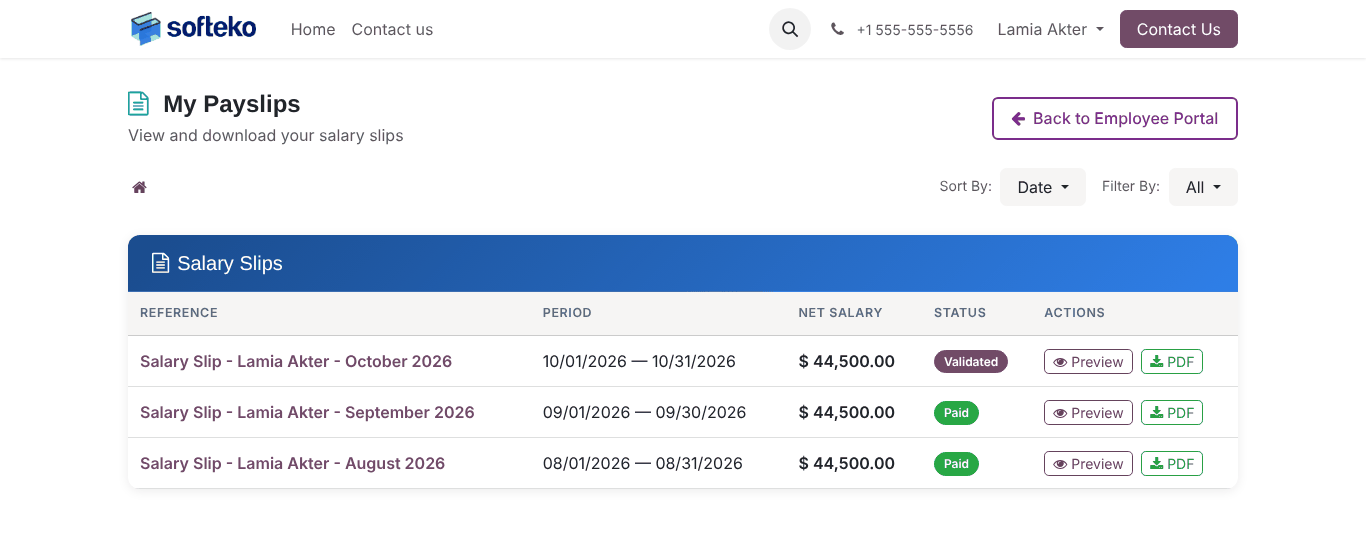 softeko Home Contact us +1 555-555-5556 Lamia Akter Contact Us
My Payslips
View and download your salary slips
Back to Employee Portal
Sort By: Date Filter By: All
Salary Slips
REFERENCE PERIOD NET SALARY STATUS ACTIONS
Salary Slip - Lamia Akter - October 2026 10/01/2026 — 10/31/2026 $ 44,500.00 Validated Preview PDF
Salary Slip - Lamia Akter - September 2026 09/01/2026 — 09/30/2026 $ 44,500.00 Paid Preview PDF
Salary Slip - Lamia Akter - August 2026 08/01/2026 — 08/31/2026 $ 44,500.00 Paid Preview PDF